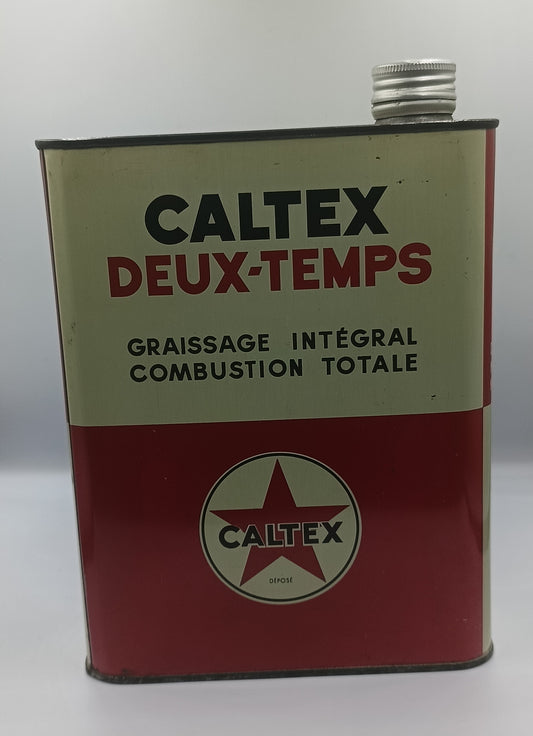 CALTEX
DEUX-TEMPS
GRAISSAGE INTÉGRAL
COMBUSTION TOTALE
CALTEX
DÉPOSÉ